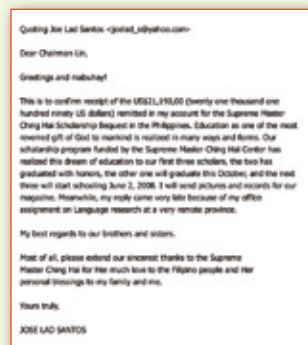 Quoting Joe Lad Santos <joelad_s@yahoo.com>
Dear Chairman Lin,
Greetings and mabuhay!
This is to confirm receipt of the US$21,190.00 (twenty one thousand one
hundred ninety US dollars) remitted in my account for the Supreme Master
Ching Hai Scholarship Bequest in the Philippines. Education as one of the most
revered gift of God to mankind is realized in many ways and forms. Our
scholarship program funded by the Supreme Master Ching Hai Center has
realized this dream of education to our first three scholars, the two has
graduated with honors, the other one will graduate this October, and the next
three will start schooling June 2, 2008. I will send pictures and records for our
magazine. Meanwhile, my reply came very late because of my office
assignment on Language research at a very remote province.
My best regards to our brothers and sisters.
Most of all, please extend our sincerest thanks to the Supreme
Master Ching Hai for Her much love to the Filipino people and Her
personal blessings to my family and me.
Yours truly,
JOSE LAD SANTOS